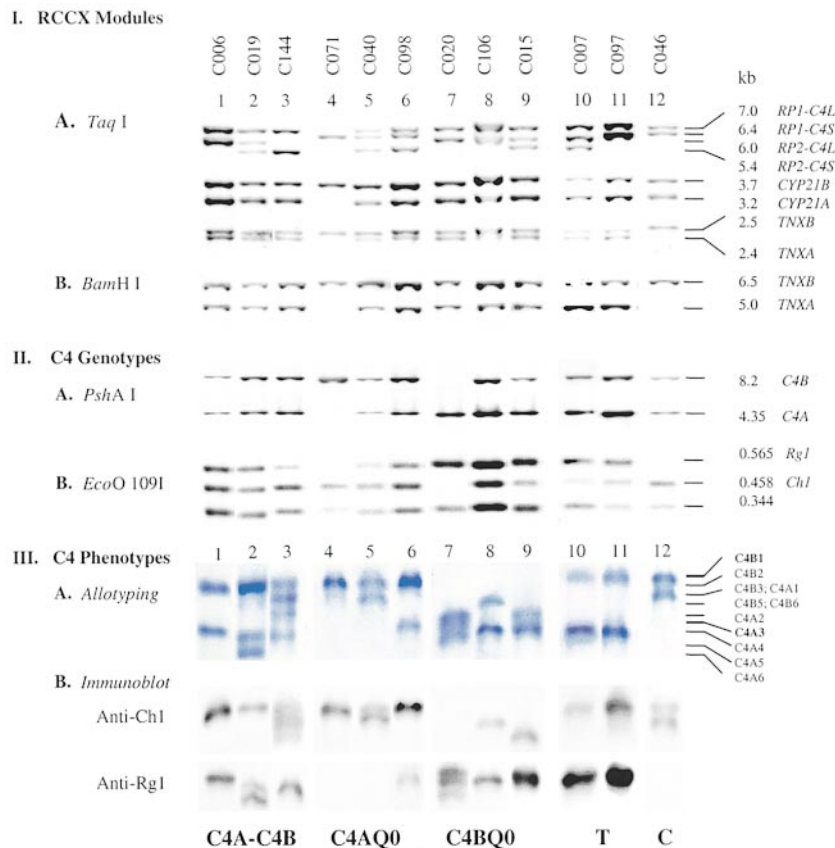 I. RCCX Modules
C006 C019 C144 C071 C040 C098 C020 C106 C015 C007 C097 C046
kb
1 2 3 4 5 6 7 8 9 10 11 12
A. Taq I
7.0 RP1-C4L
6.4 RP1-C4S
6.0 RP2-C4L
5.4 RP2-C4S
3.7 CYP21B
3.2 CYP21A
2.5 TNXB
2.4 TNXA
B. BamH I
6.5 TNXB
5.0 TNXA
II. C4 Genotypes
A. PshA I
8.2 C4B
4.35 C4A
B. EcoO 109I
0.565 Rg1
0.458 Ch1
0.344
III. C4 Phenotypes
1 2 3 4 5 6 7 8 9 10 11 12
A. Allotyping
C4B1
C4B2
C4B3; C4A1
C4B5; C4B6
C4A2
C4A3
C4A4
C4A5
C4A6
B. Immunoblot
Anti-Ch1
Anti-Rg1
C4A-C4B C4AQ0 C4BQ0 T C